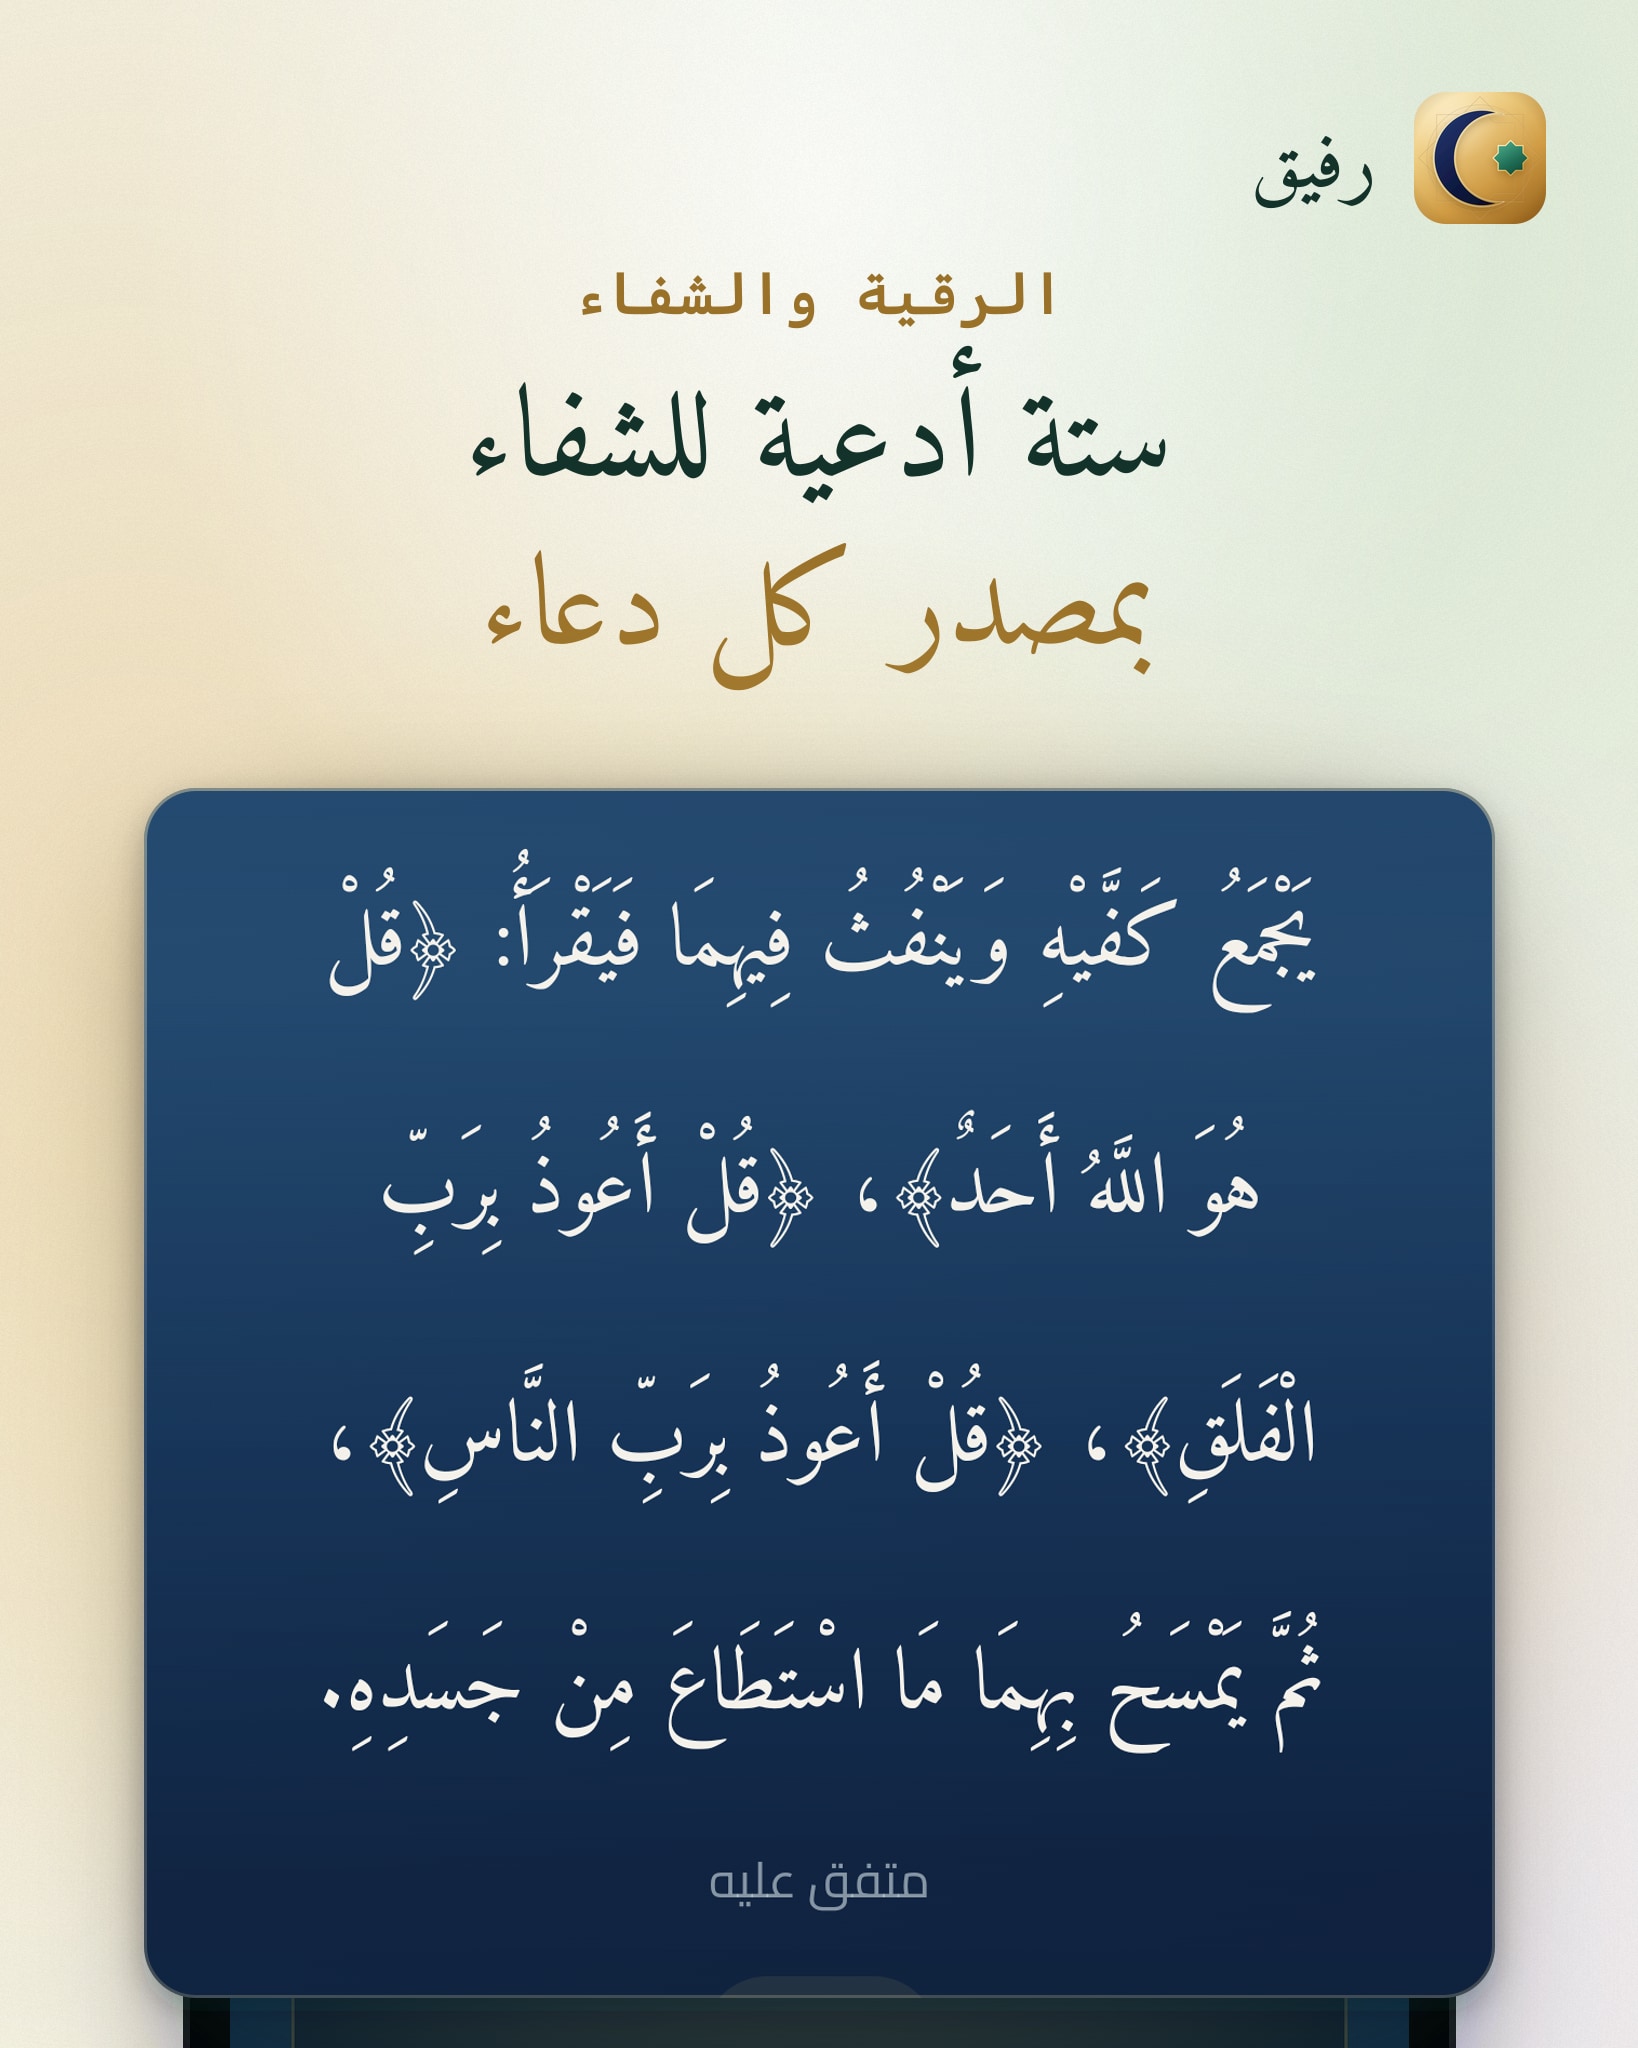 رفيق
الرقية والشفاء
ستة أدعية للشفاء
بمصدر كل دعاء
يَجْمَعُ كَفَّيْهِ وَيَنْفُثُ فِيهِمَا فَيَقْرَأُ: ﴿قُلْ
هُوَ اللَّهُ أَحَدٌ﴾، ﴿قُلْ أَعُوذُ بِرَبِّ
الْفَلَقِ﴾، ﴿قُلْ أَعُوذُ بِرَبِّ النَّاسِ﴾،
ثُمَّ يَمْسَحُ بِهِمَا مَا اسْتَطَاعَ مِنْ جَسَدِهِ.
متفق عليه